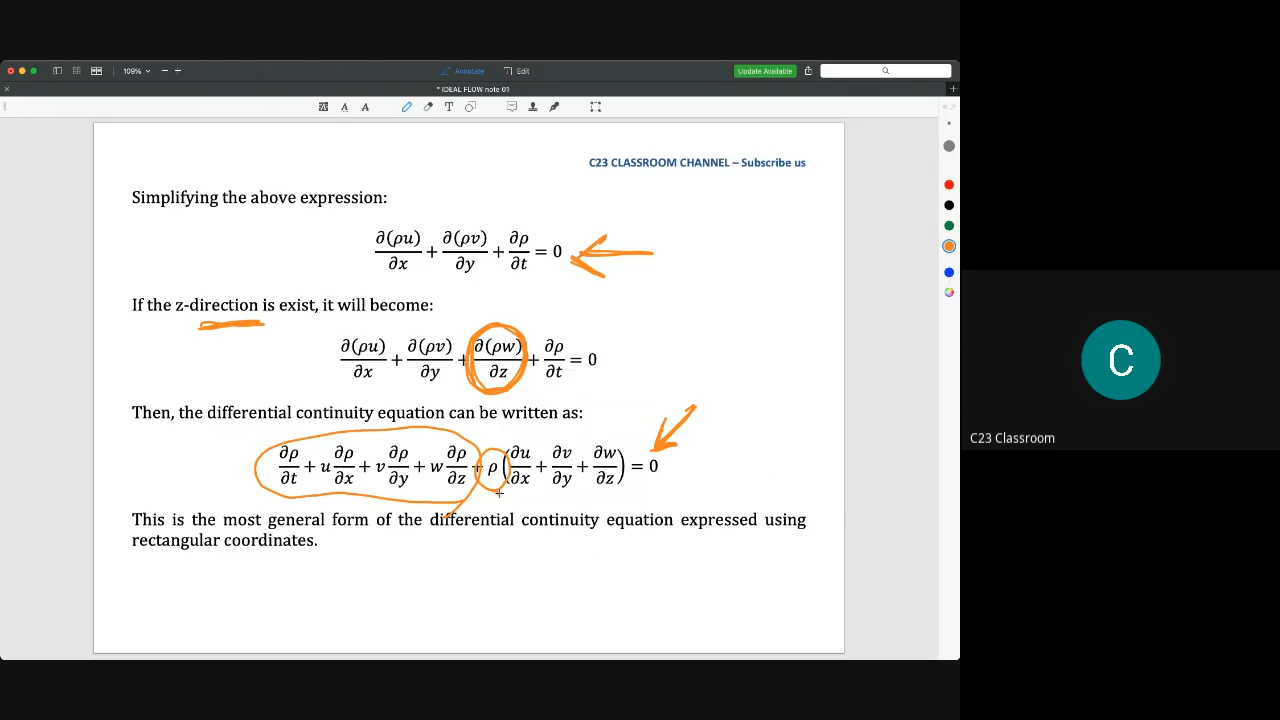 109%
Annotate
Edit
Update Available
* IDEAL FLOW note 01
C23 CLASSROOM CHANNEL – Subscribe us
Simplifying the above expression:
∂(ρu)/∂x + ∂(ρv)/∂y + ∂ρ/∂t = 0
If the z-direction is exist, it will become:
∂(ρu)/∂x + ∂(ρv)/∂y + ∂(ρw)/∂z + ∂ρ/∂t = 0
Then, the differential continuity equation can be written as:
∂ρ/∂t + u ∂ρ/∂x + v ∂ρ/∂y + w ∂ρ/∂z + ρ(∂u/∂x + ∂v/∂y + ∂w/∂z) = 0
This is the most general form of the differential continuity equation expressed using
rectangular coordinates.
C
C23 Classroom